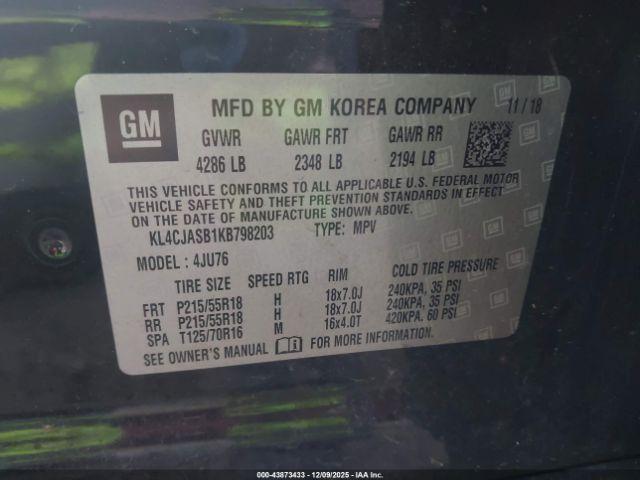 GM MFD BY GM KOREA COMPANY 11/18
GVWR GAWR FRT GAWR RR
4286 LB 2348 LB 2194 LB
THIS VEHICLE CONFORMS TO ALL APPLICABLE U.S. FEDERAL MOTOR
VEHICLE SAFETY AND THEFT PREVENTION STANDARDS IN EFFECT
ON THE DATE OF MANUFACTURE SHOWN ABOVE.
KL4CJASB1KB798203 TYPE: MPV
MODEL : 4JU76
TIRE SIZE SPEED RTG RIM COLD TIRE PRESSURE
FRT P215/55R18 H 18x7.0J 240KPA, 35 PSI
RR P215/55R18 H 18x7.0J 240KPA, 35 PSI
SPA T125/70R16 M 16x4.0T 420KPA, 60 PSI
SEE OWNER'S MANUAL FOR MORE INFORMATION.
000-43873433 - 12/09/2025 - IAAI.COM